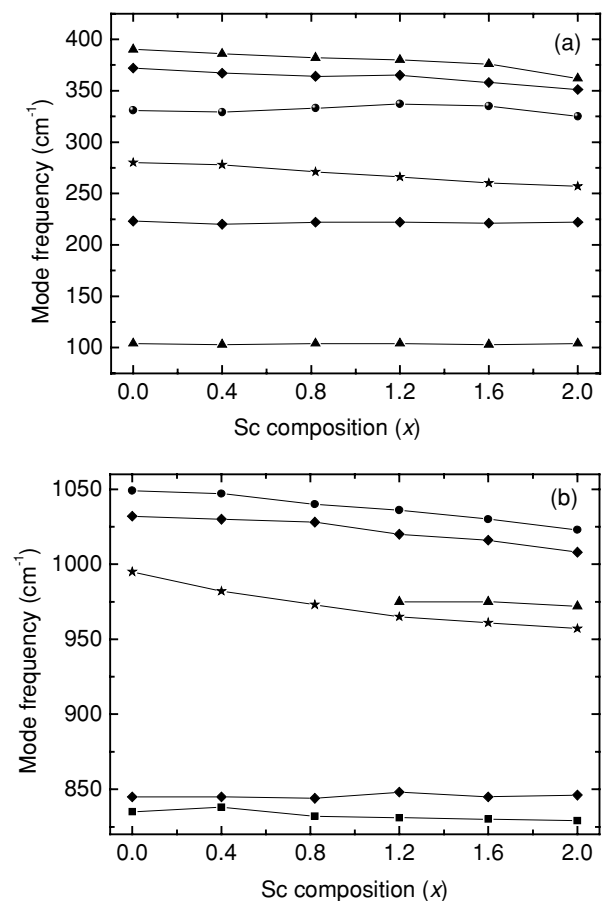 (a)
400
350
300
250
200
150
100
Mode frequency (cm⁻¹)
0.0 0.4 0.8 1.2 1.6 2.0
Sc composition (x)
(b)
1050
1000
950
900
850
Mode frequency (cm⁻¹)
0.0 0.4 0.8 1.2 1.6 2.0
Sc composition (x)